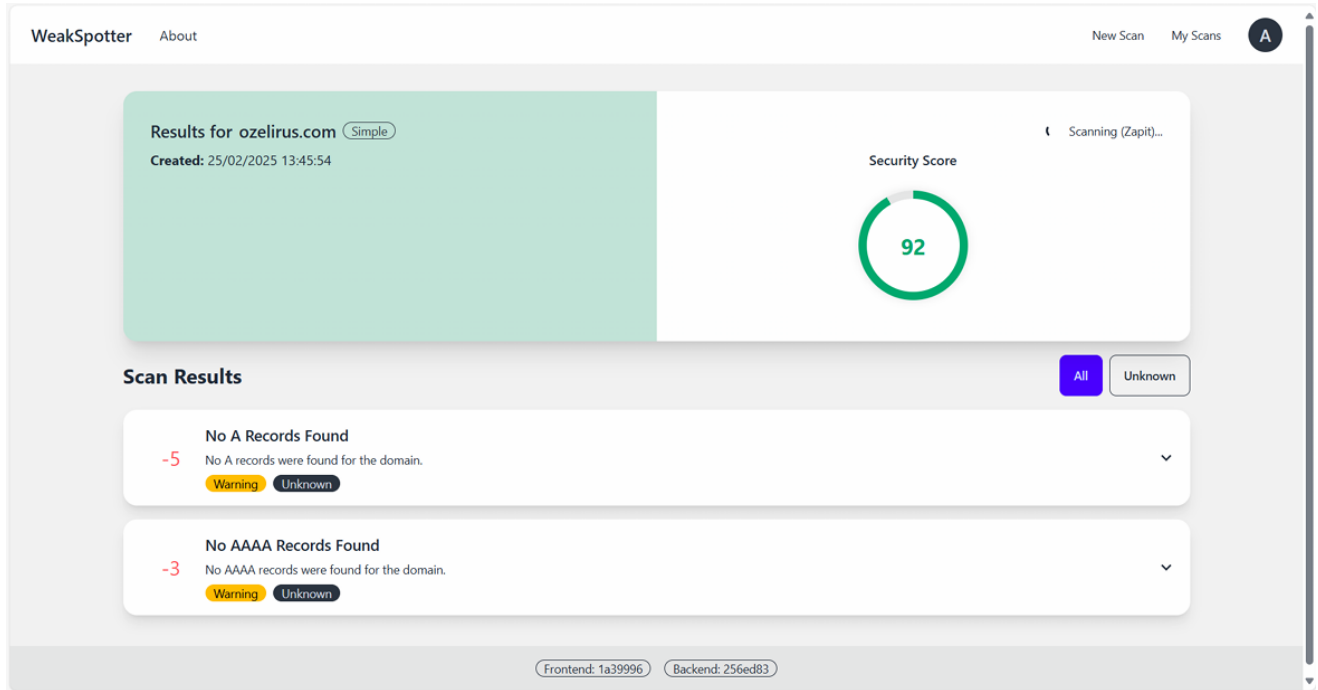 WeakSpotter About New Scan My Scans A
Results for ozelirus.com Simple
Created: 25/02/2025 13:45:54
Scanning (Zapit)...
Security Score
92
Scan Results All Unknown
No A Records Found
-5
No A records were found for the domain.
Warning Unknown
No AAAA Records Found
-3
No AAAA records were found for the domain.
Warning Unknown
Frontend: 1a39996 Backend: 256ed83